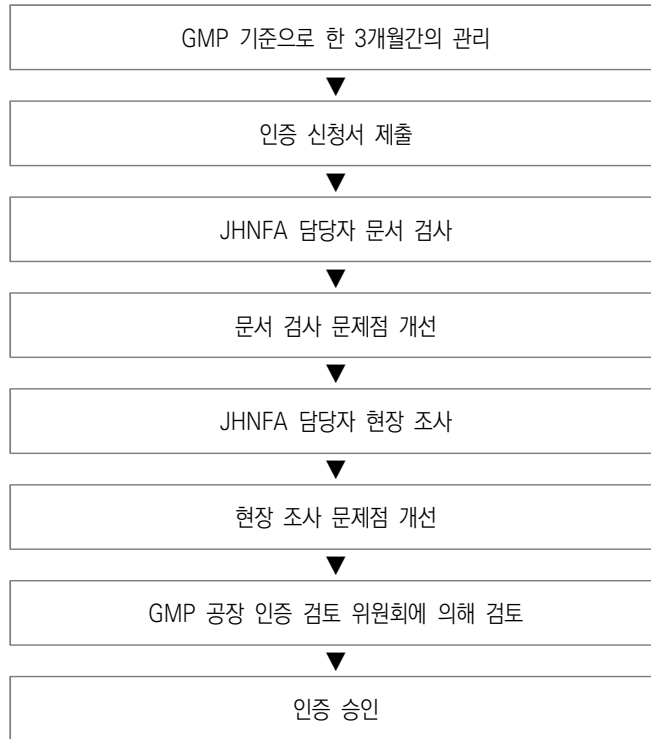 GMP 기준으로 한 3개월간의 관리
▼
인증 신청서 제출
▼
JHNFA 담당자 문서 검사
▼
문서 검사 문제점 개선
▼
JHNFA 담당자 현장 조사
▼
현장 조사 문제점 개선
▼
GMP 공장 인증 검토 위원회에 의해 검토
▼
인증 승인